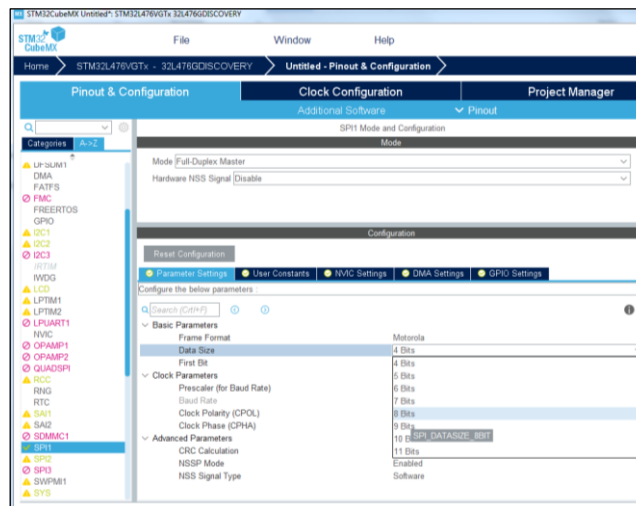 STM32CubeMX Untitled*: STM32L476VGTx 32L476GDISCOVERY
STM32
CubeMX
File Window Help
Home STM32L476VGTx - 32L476GDISCOVERY Untitled - Pinout & Configuration
Pinout & Configuration Clock Configuration Project Manager
Additional Software Pinout
SPI1 Mode and Configuration
Categories A->Z
Mode
DFSDM1
DMA
FATFS
FMC
FREERTOS
GPIO
I2C1
I2C2
I2C3
IRTIM
IWDG
LCD
LPTIM1
LPTIM2
LPUART1
NVIC
OPAMP1
OPAMP2
QUADSPI
RCC
RNG
RTC
SAI1
SAI2
SDMMC1
SPI1
SPI2
SPI3
SWPMI1
SYS
Mode Full-Duplex Master
Hardware NSS Signal Disable
Configuration
Reset Configuration
Parameter Settings User Constants NVIC Settings DMA Settings GPIO Settings
Configure the below parameters :
Search (Crtl+F)
Basic Parameters
Frame Format Motorola
Data Size 4 Bits
First Bit 4 Bits
Clock Parameters 5 Bits
Prescaler (for Baud Rate) 6 Bits
Baud Rate 7 Bits
Clock Polarity (CPOL) 8 Bits
Clock Phase (CPHA) 9 Bits
Advanced Parameters 10 B SPI_DATASIZE_8BIT
CRC Calculation 11 Bits
NSSP Mode Enabled
NSS Signal Type Software